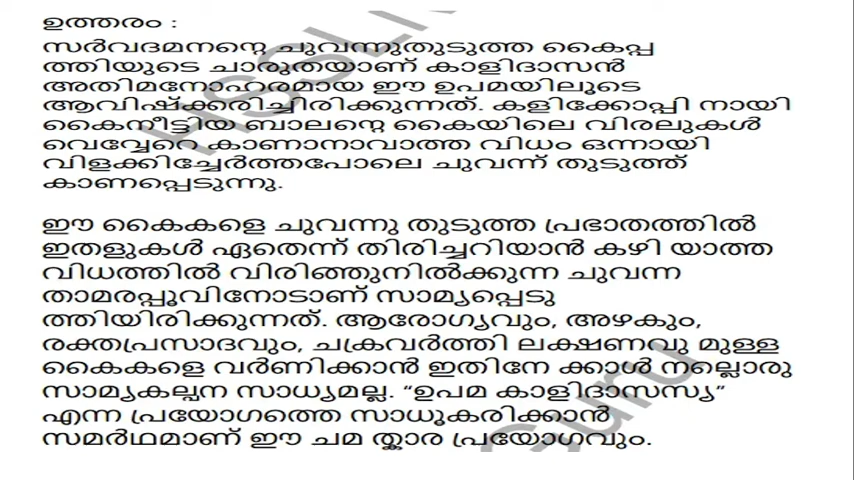 ഉത്തരം :
സർവദമനന്റെ ചുവന്നുതുടുത്ത കൈപ്പ
ത്തിയുടെ ചാരുതയാണ് കാളിദാസൻ
അതിമനോഹരമായ ഈ ഉപമയിലൂടെ
ആവിഷ്ക്കരിച്ചിരിക്കുന്നത്. കളിക്കോപ്പി നായി
കൈനീട്ടിയ ബാലന്റെ കൈയിലെ വിരലുകൾ
വെവ്വേറെ കാണാനാവാത്ത വിധം ഒന്നായി
വിളക്കിച്ചേർത്തപോലെ ചുവന്ന് തുടുത്ത്
കാണപ്പെടുന്നു.
ഈ കൈകളെ ചുവന്നു തുടുത്ത പ്രഭാതത്തിൽ
ഇതളുകൾ ഏതെന്ന് തിരിച്ചറിയാൻ കഴി യാത്ത
വിധത്തിൽ വിരിഞ്ഞുനിൽക്കുന്ന ചുവന്ന
താമരപ്പൂവിനോടാണ് സാമ്യപ്പെടു
ത്തിയിരിക്കുന്നത്. ആരോഗ്യവും, അഴകും,
രക്തപ്രസാദവും, ചക്രവർത്തി ലക്ഷണവു മുള്ള
കൈകളെ വർണിക്കാൻ ഇതിനേ ക്കാൾ നല്ലൊരു
സാമ്യകല്പന സാധ്യമല്ല. “ഉപമ കാളിദാസസ്യ”
എന്ന പ്രയോഗത്തെ സാധൂകരിക്കാൻ
സമർഥമാണ് ഈ ചമ ത്കാര പ്രയോഗവും.
Guru